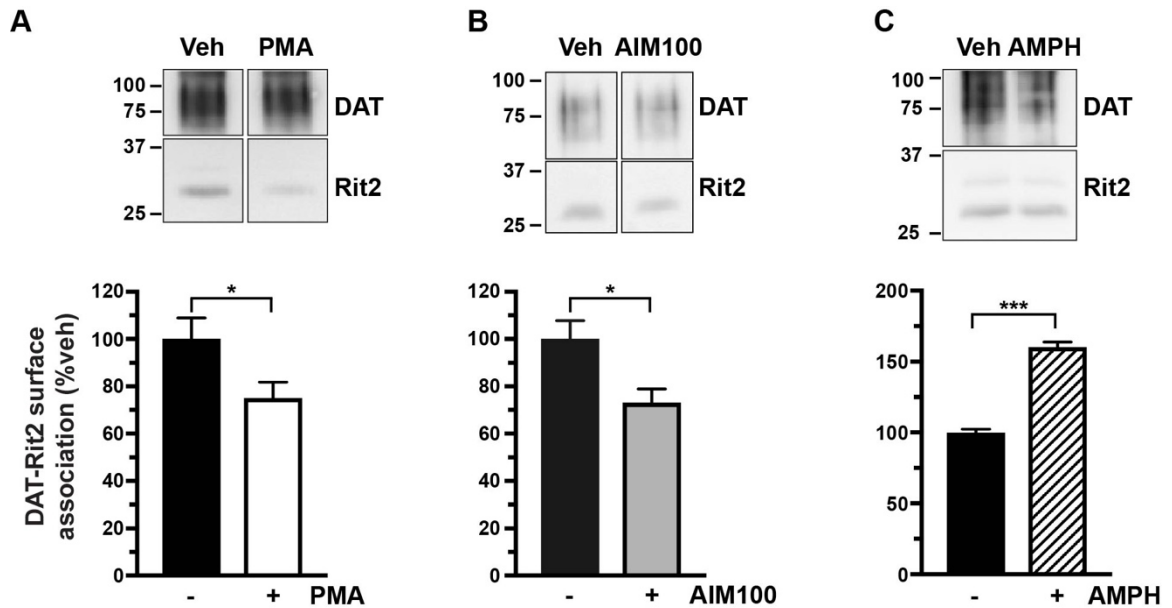 A
Veh PMA
100
75
DAT
37
Rit2
25
120
100
80
60
40
20
0
*
- + PMA
DAT-Rit2 surface
association (%veh)
B
Veh AIM100
100
75
DAT
37
Rit2
25
120
100
80
60
40
20
0
*
- + AIM100
C
Veh AMPH
100
75
DAT
37
Rit2
25
200
150
100
50
0
***
- + AMPH